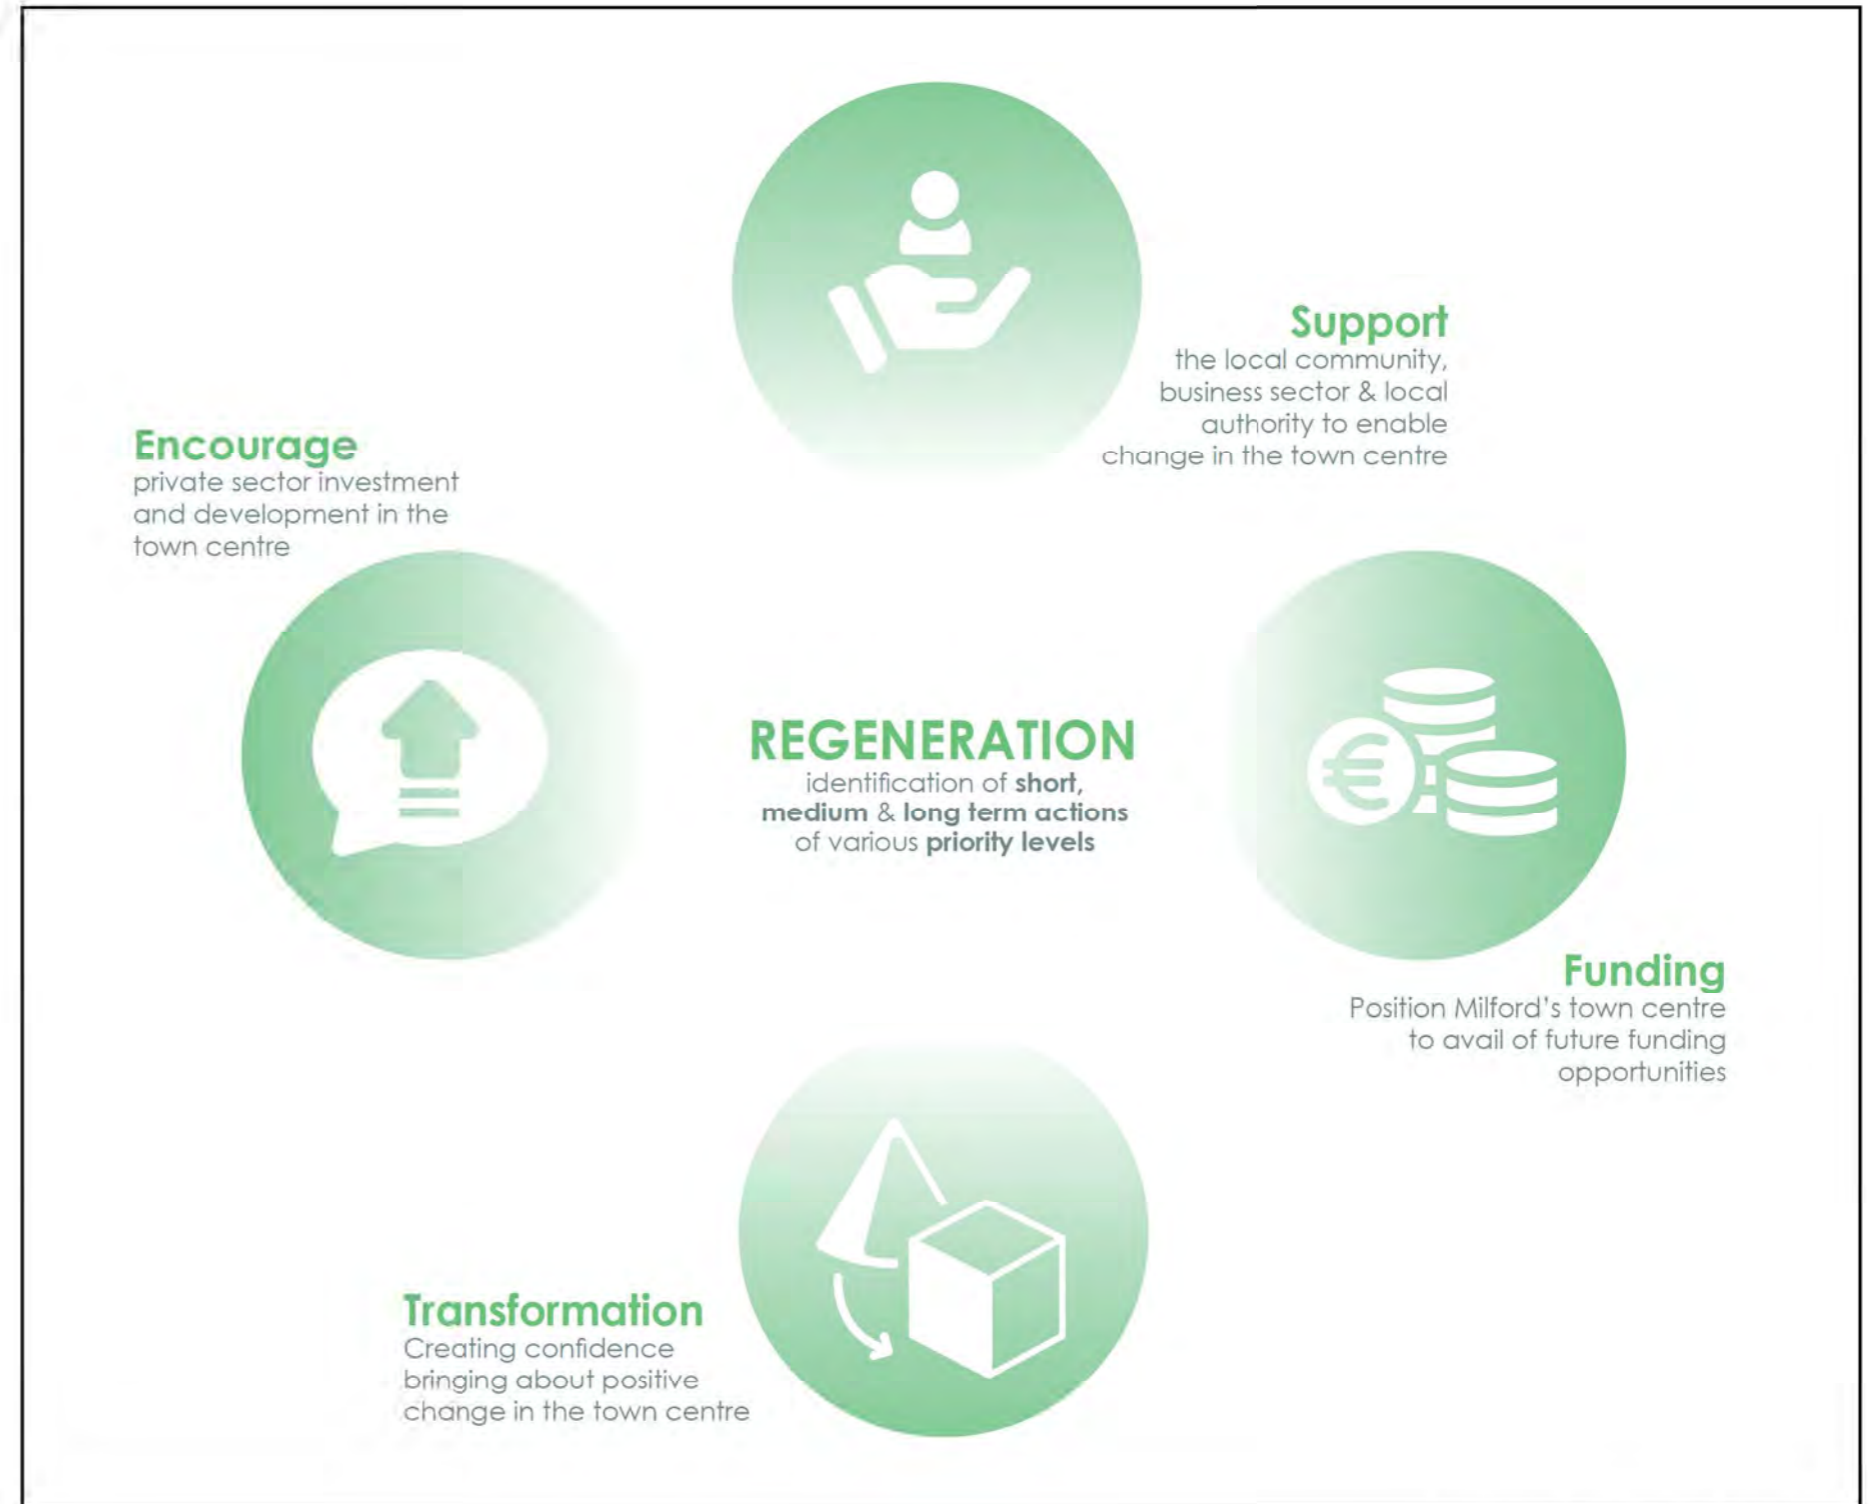 Support
the local community,
business sector & local
authority to enable
change in the town centre
Encourage
private sector investment
and development in the
town centre
REGENERATION
identification of short,
medium & long term actions
of various priority levels
€
Funding
Position Milford's town centre
to avail of future funding
opportunities
Transformation
Creating confidence
bringing about positive
change in the town centre